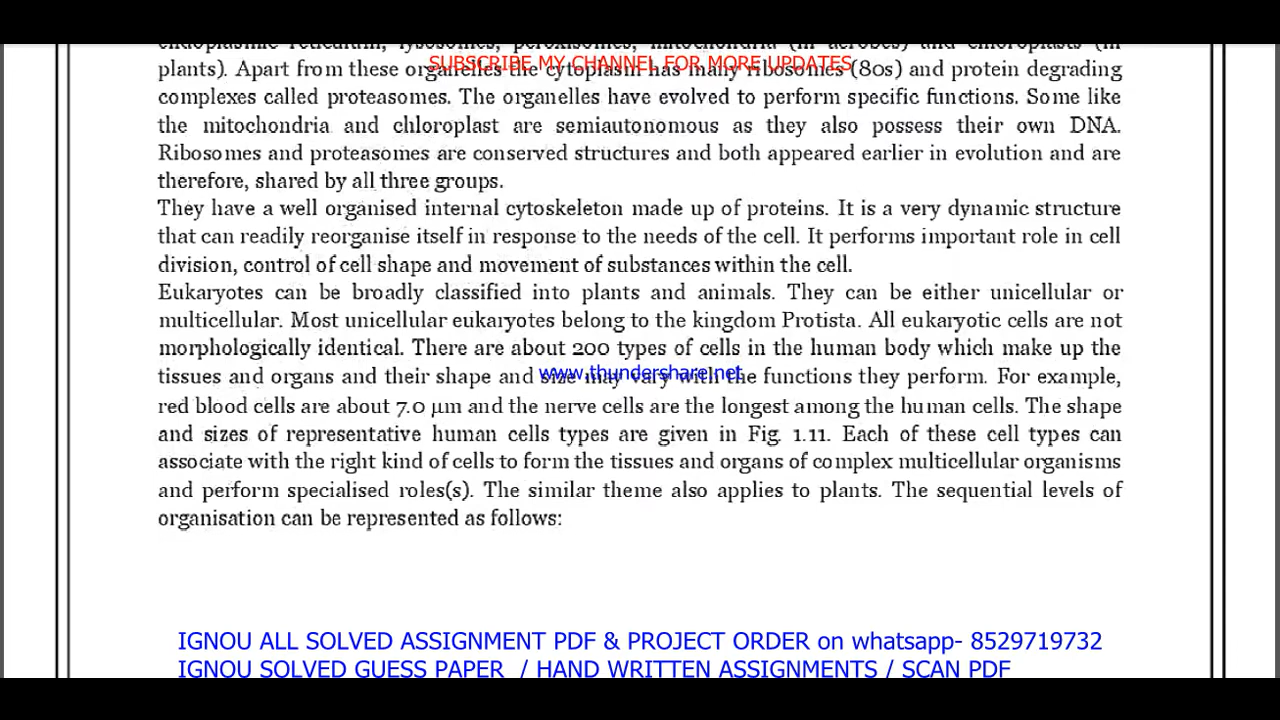 endoplasmic reticulum, lysosomes, peroxisomes, mitochondria (in aerobes) and chloroplasts (in
SUBSCRIBE MY CHANNEL FOR MORE UPDATES
plants). Apart from these organelles the cytoplasm has many ribosomes (80s) and protein degrading
complexes called proteasomes. The organelles have evolved to perform specific functions. Some like
the mitochondria and chloroplast are semiautonomous as they also possess their own DNA.
Ribosomes and proteasomes are conserved structures and both appeared earlier in evolution and are
therefore, shared by all three groups.
They have a well organised internal cytoskeleton made up of proteins. It is a very dynamic structure
that can readily reorganise itself in response to the needs of the cell. It performs important role in cell
division, control of cell shape and movement of substances within the cell.
Eukaryotes can be broadly classified into plants and animals. They can be either unicellular or
multicellular. Most unicellular eukaryotes belong to the kingdom Protista. All eukaryotic cells are not
morphologically identical. There are about 200 types of cells in the human body which make up the
www.thundershare.net
tissues and organs and their shape and size may vary with the functions they perform. For example,
red blood cells are about 7.0 μm and the nerve cells are the longest among the human cells. The shape
and sizes of representative human cells types are given in Fig. 1.11. Each of these cell types can
associate with the right kind of cells to form the tissues and organs of complex multicellular organisms
and perform specialised roles(s). The similar theme also applies to plants. The sequential levels of
organisation can be represented as follows:
IGNOU ALL SOLVED ASSIGNMENT PDF & PROJECT ORDER on whatsapp- 8529719732
IGNOU SOLVED GUESS PAPER / HAND WRITTEN ASSIGNMENTS / SCAN PDF